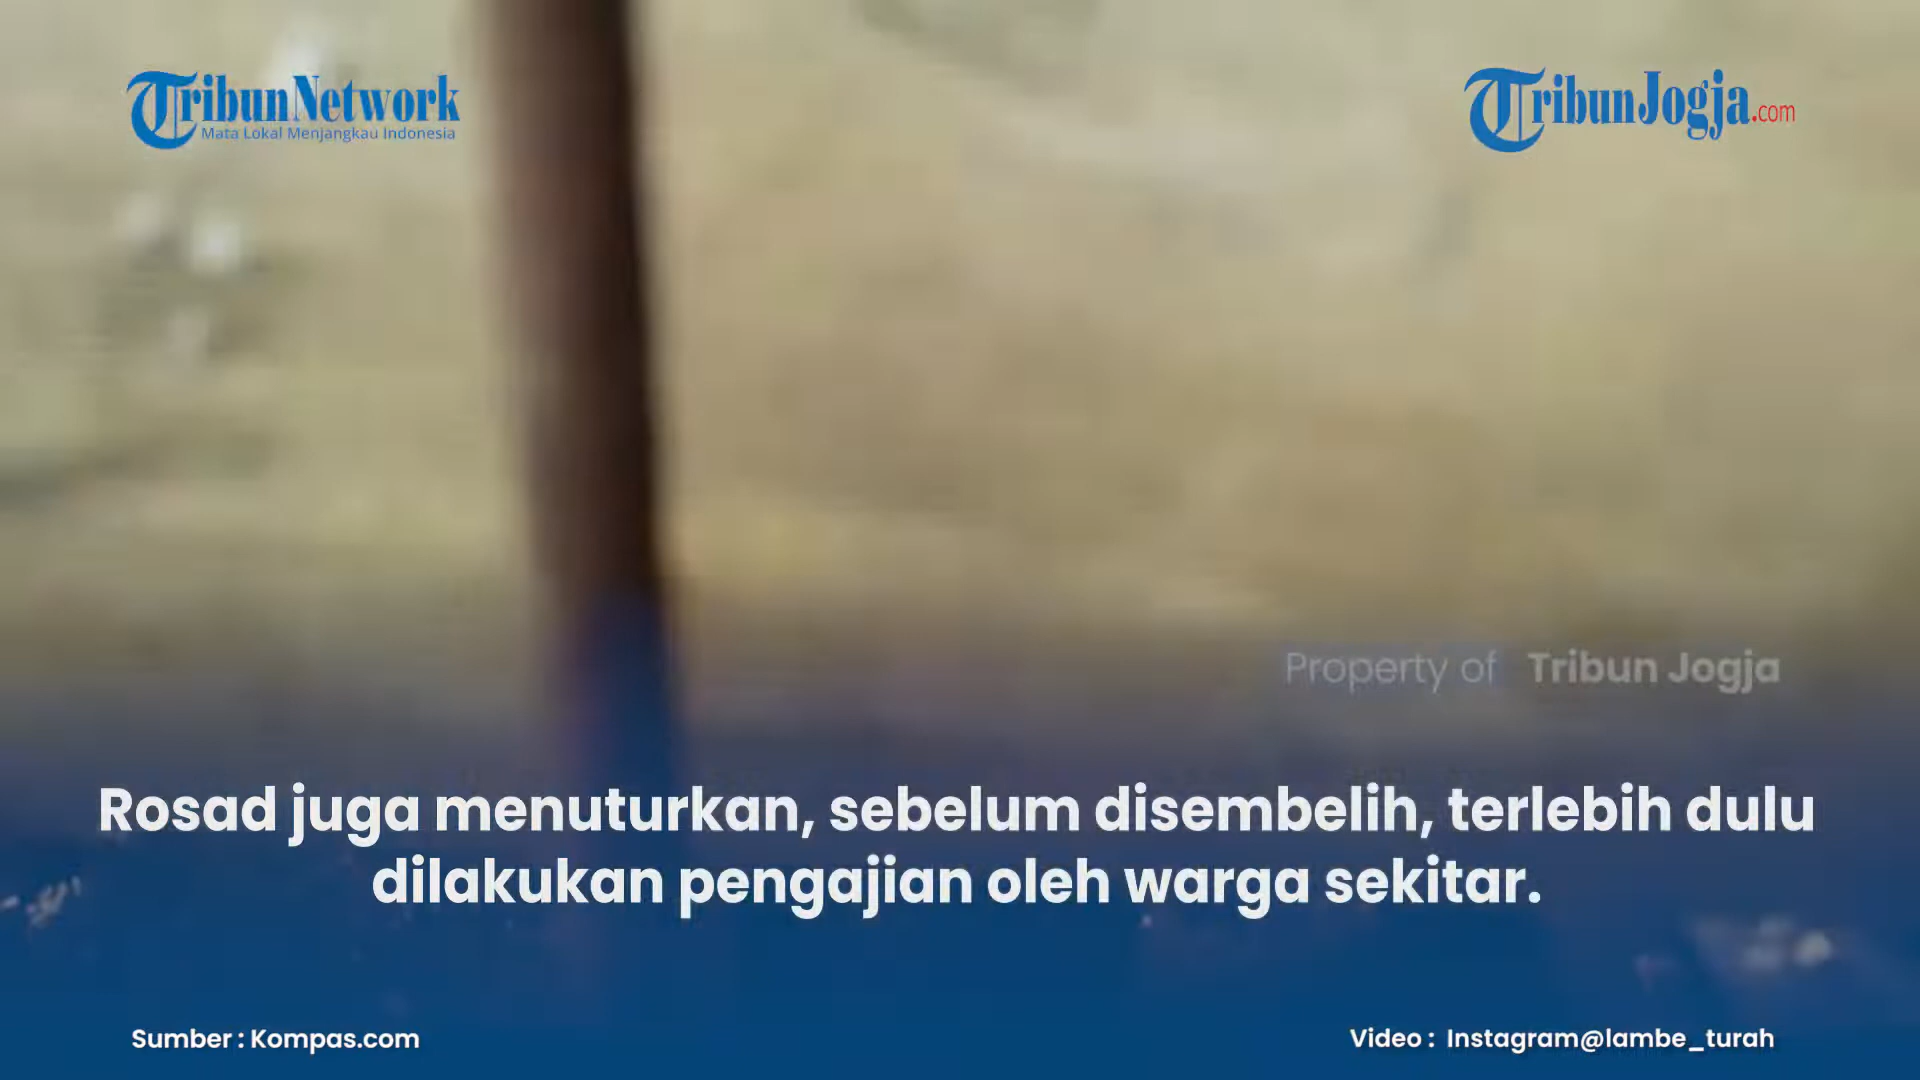 TribunNetwork
Mata Lokal Menjangkau Indonesia
TribunJogja.com
Property of Tribun Jogja
Rosad juga menuturkan, sebelum disembelih, terlebih dulu
dilakukan pengajian oleh warga sekitar.
Sumber : Kompas.com
Video : Instagram@lambe_turah